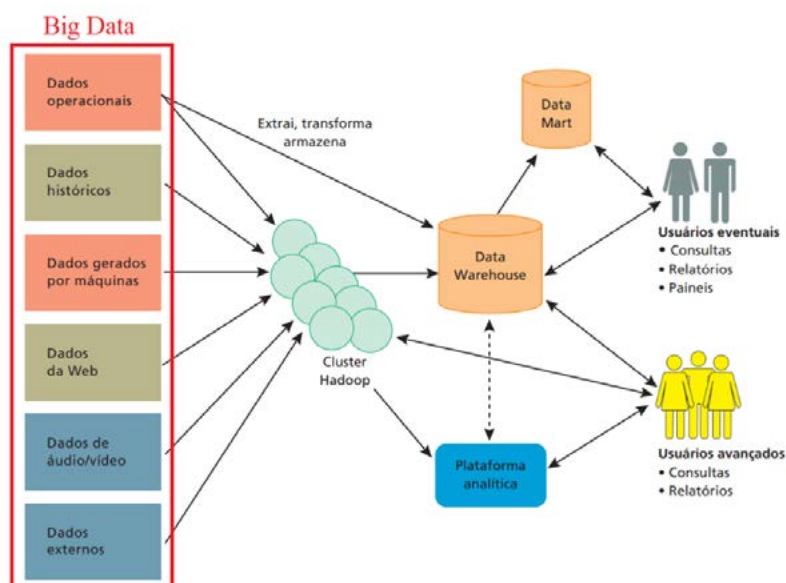 Big Data
Dados
operacionais
Dados
históricos
Dados gerados
por máquinas
Dados
da Web
Dados de
áudio/vídeo
Dados
externos
Extrai, transforma
armazena
Cluster
Hadoop
Data
Mart
Data
Warehouse
Plataforma
analítica
Usuários eventuais
• Consultas
• Relatórios
• Paineis
Usuários avançados
• Consultas
• Relatórios